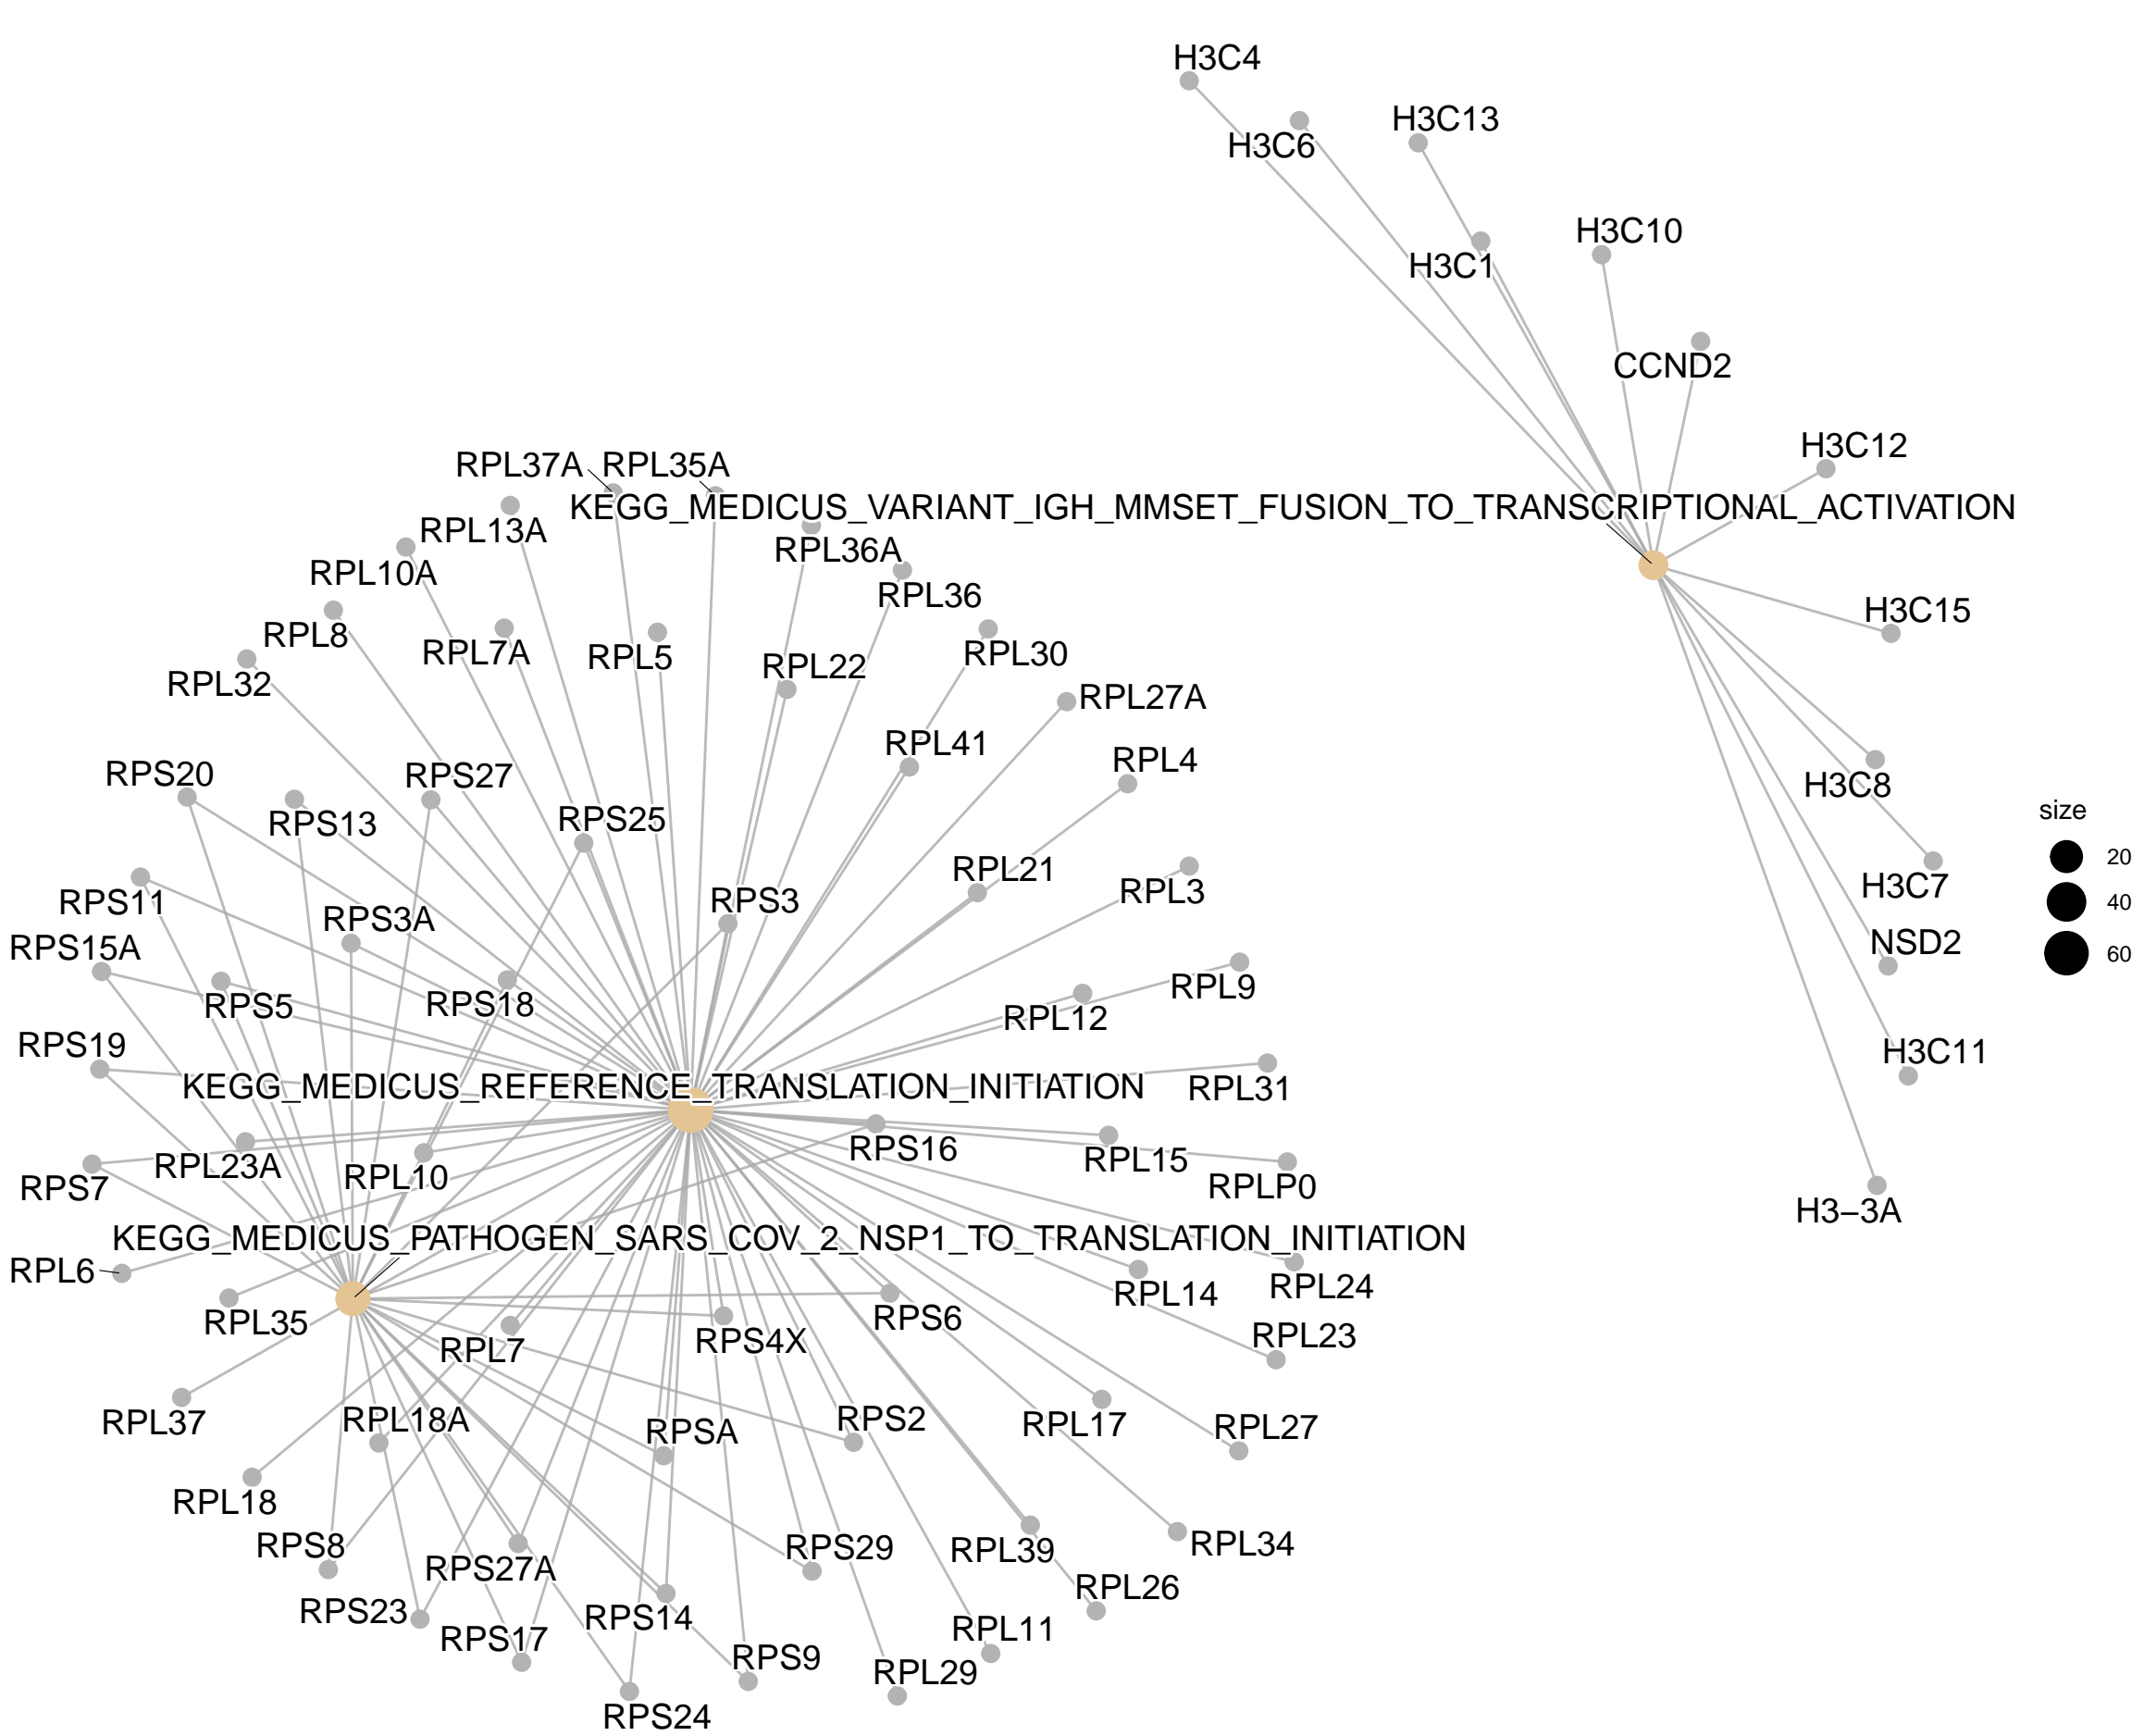 H3C4
H3C6
H3C13
H3C1
H3C10
CCND2
H3C12
RPL37A
RPL35A
KEGG_MEDICUS_VARIANT_IGH_MMSET_FUSION_TO_TRANSCRIPTIONAL_ACTIVATION
RPL13A
RPL36A
RPL10A
RPL36
H3C15
RPL8
RPL7A
RPL5
RPL22
RPL30
RPL32
RPL27A
RPL41
RPL4
RPS20
RPS27
H3C8
RPS13
RPS25
size
20
40
60
RPL21
RPL3
H3C7
RPS11
RPS3A
RPS3
RPS15A
NSD2
RPS5
RPS18
RPL12
RPL9
RPS19
H3C11
KEGG_MEDICUS_REFERENCE_TRANSLATION_INITIATION
RPL31
RPS16
RPL15
RPL23A
RPL10
RPS7
RPLP0
H3−3A
KEGG_MEDICUS_PATHOGEN_SARS_COV_2_NSP1_TO_TRANSLATION_INITIATION
RPL6
RPL24
RPL14
RPL35
RPS6
RPL7
RPS4X
RPL23
RPL37
RPL18A
RPSA
RPS2
RPL17
RPL27
RPL18
RPS8
RPS27A
RPS29
RPL39
RPL34
RPL26
RPS23
RPS17
RPS14
RPL11
RPS9
RPL29
RPS24